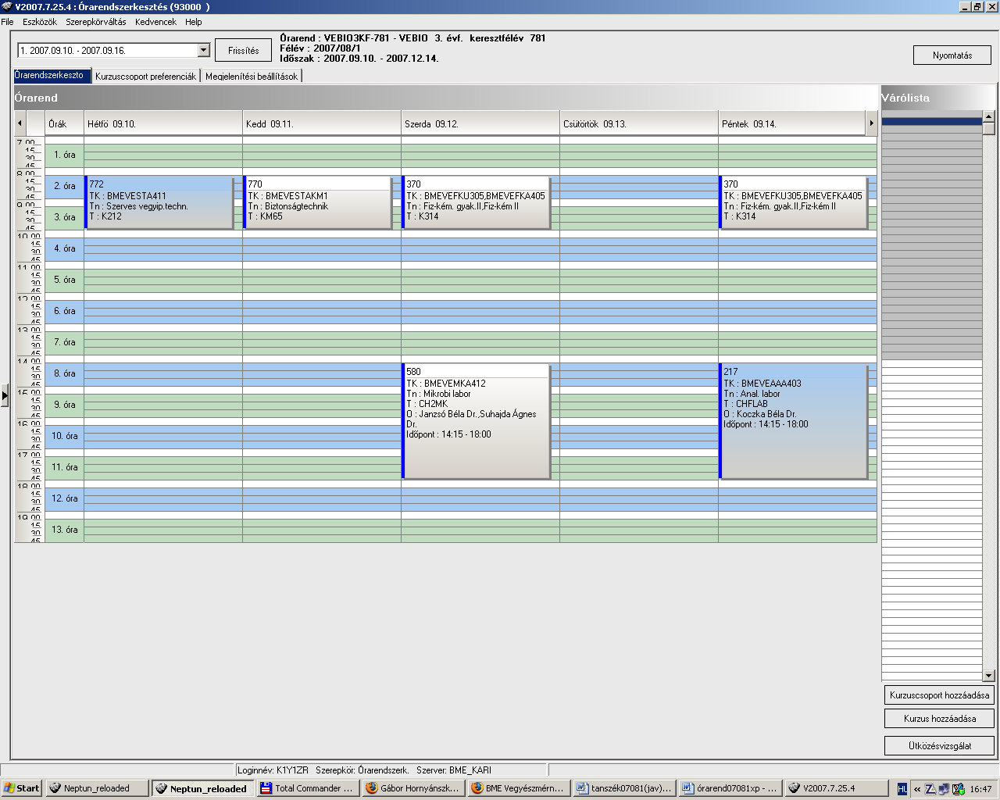 V2007.7.25.4 : Órarendszerkesztés (93000  )
File Eszközök Szerepkörváltás Kedvencek Help
1. 2007.09.10. - 2007.09.16.
Frissítés
Órarend : VEBIO3KF-781 - VEBIO 3. évf. keresztfélév 781
Félév : 2007/08/1
Időszak : 2007.09.10. - 2007.12.14.
Nyomtatás
Órarendszerkeszto Kurzuscsoport preferenciák Megjelenítési beállítások
Órarend
Várólista
Órák Hétfő 09.10. Kedd 09.11. Szerda 09.12. Csütörtök 09.13. Péntek 09.14.
7 00
15
30
45
1. óra
8 00
15
30
45
2. óra
9 00
15
30
45
3. óra
772
TK : BMEVESTA411
Tn : Szerves vegyip.techn.
T : K212
770
TK : BMEVESTAKM1
Tn : Biztonságtechnik
T : KM65
370
TK : BMEVEFKU305,BMEVEFKA405
Tn : Fiz-kém. gyak.II,Fiz-kém II
T : K314
370
TK : BMEVEFKU305,BMEVEFKA405
Tn : Fiz-kém. gyak.II,Fiz-kém II
T : K314
10 00
15
30
45
4. óra
11 00
15
30
45
5. óra
12 00
15
30
45
6. óra
13 00
15
30
45
7. óra
14 00
15
30
45
8. óra
15 00
15
30
45
9. óra
16 00
15
30
45
10. óra
17 00
15
30
45
11. óra
580
TK : BMEVEMKA412
Tn : Mikrobi labor
T : CH2MK
O : Janzsó Béla Dr.,Suhajda Ágnes
Dr.
Időpont : 14:15 - 18:00
217
TK : BMEVEAAA403
Tn : Anal. labor
T : CHFLAB
O : Koczka Béla Dr.
Időpont : 14:15 - 18:00
18 00
15
30
45
12. óra
19 00
15
30
45
13. óra
Kurzuscsoport hozzáadása
Kurzus hozzáadása
Ütközésvizsgálat
Loginnév: K1Y1ZR Szerepkör: Órarendszerk. Szerver: BME_KARI
Start Neptun_reloaded Neptun_reloaded Total Commander ... Gábor Hornyánszk... BME Vegyészmérn... tanszék07081(jav)... órarend07081xp - ... V2007.7.25.4 HU « 16:47